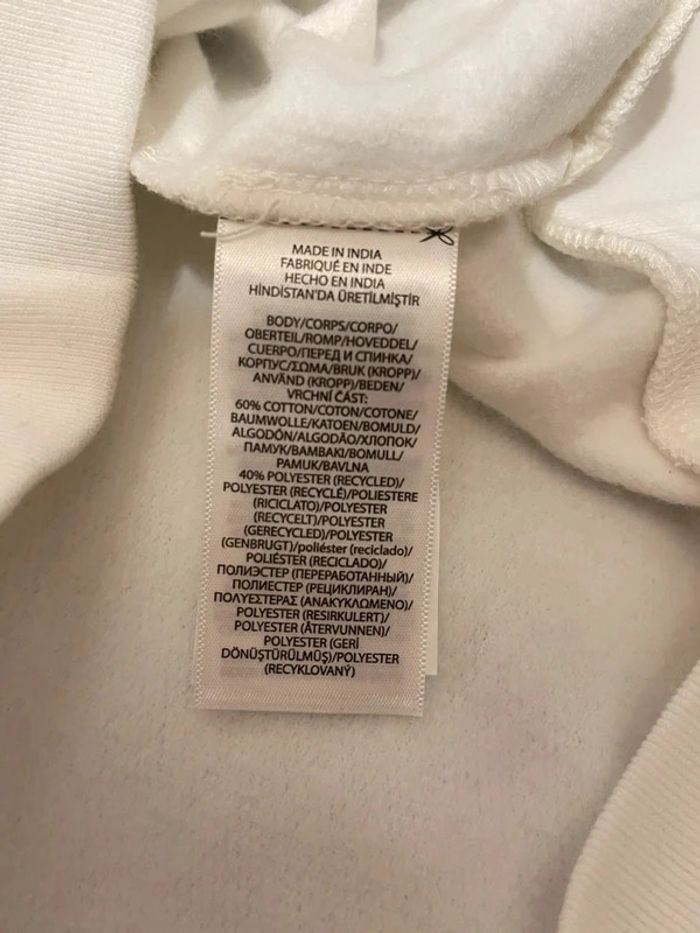 MADE IN INDIA
FABRIQUÉ EN INDE
HECHO EN INDIA
HİNDİSTAN'DA ÜRETİLMİŞTİR
BODY/CORPS/CORPO/
OBERTEIL/ROMP/HOVEDDEL/
CUERPO/ПЕРЕД И СПИНКА/
КОРПУС/ΣΩΜΑ/BRUK (KROPP)/
ANVÄND (KROPP)/BEDEN/
VRCHNÍ ČÁST:
60% COTTON/COTON/COTONE/
BAUMWOLLE/KATOEN/BOMULD/
ALGODÓN/ALGODÃO/ХЛОПОК/
ПАМУК/ΒΑΜΒΑΚΙ/BOMULL/
PAMUK/BAVLNA
40% POLYESTER (RECYCLED)/
POLYESTER (RECYCLÉ)/POLIESTERE
(RICICLATO)/POLYESTER
(RECYCELT)/POLYESTER
(GERECYCLED)/POLYESTER
(GENBRUGT)/poliéster (reciclado)/
POLIÉSTER (RECICLADO)/
ПОЛИЭСТЕР (ПЕРЕРАБОТАННЫЙ)/
ПОЛИЕСТЕР (РЕЦИКЛИРАН)/
ΠΟΛΥΕΣΤΕΡΑΣ (ΑΝΑΚΥΚΛΩΜΕΝΟ)/
POLYESTER (RESIRKULERT)/
POLYESTER (ÅTERVUNNEN)/
POLYESTER (GERİ
DÖNÜŞTÜRÜLMÜŞ)/POLYESTER
(RECYKLOVANÝ)